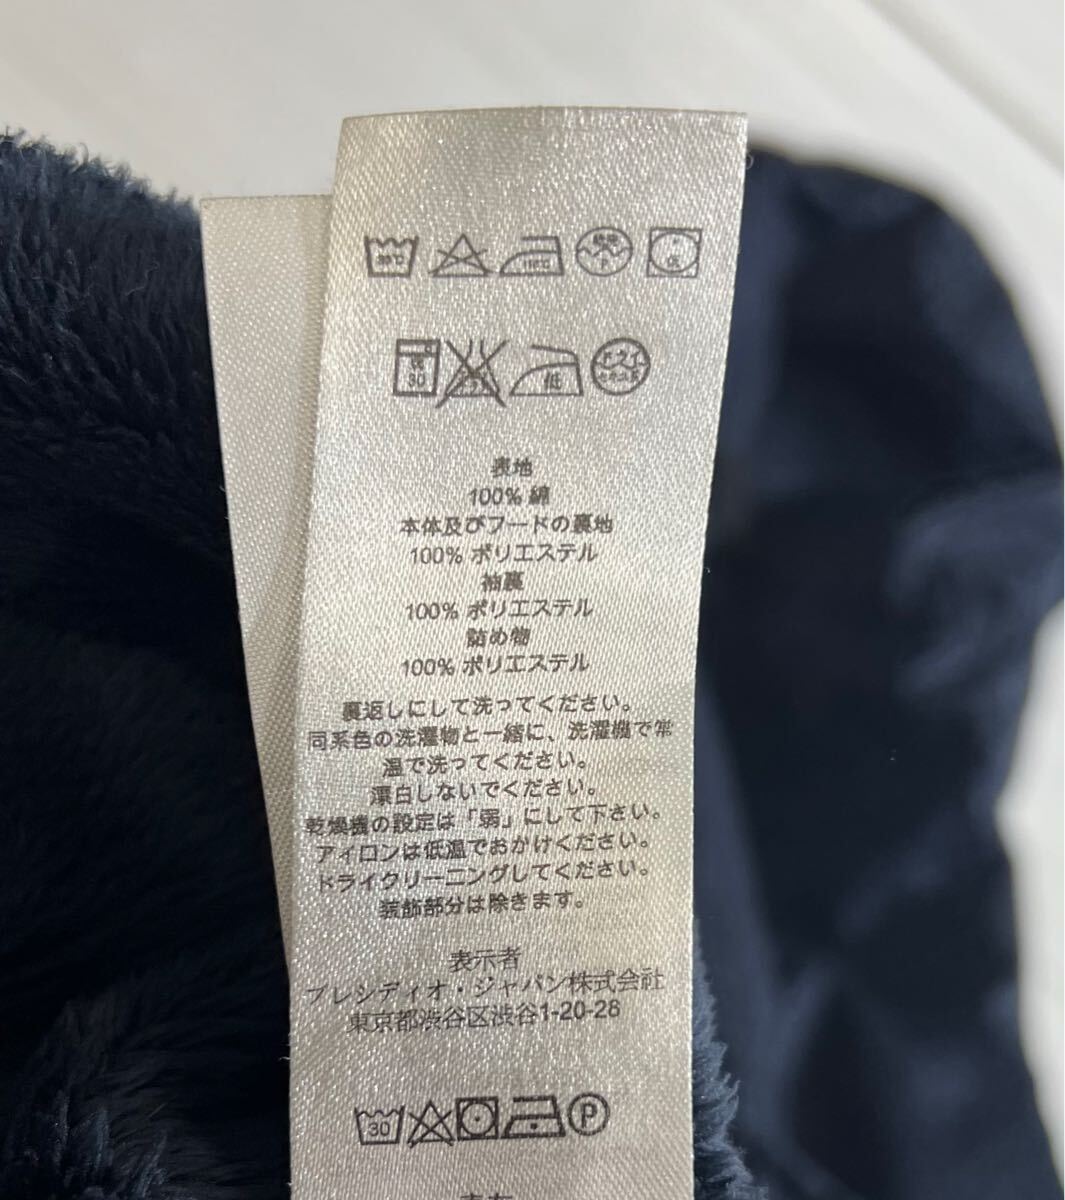 30
低
ドライ
表地
100% 綿
本体及びフードの裏地
100% ポリエステル
袖裏
100% ポリエステル
詰め物
100% ポリエステル
裏返しにして洗ってください。
同系色の洗濯物と一緒に、洗濯機で常
温で洗ってください。
漂白しないでください。
乾燥機の設定は「弱」にして下さい。
アイロンは低温でおかけください。
ドライクリーニングしてください。
装飾部分は除きます。
表示者
プレシディオ・ジャパン株式会社
東京都渋谷区渋谷1-20-28
30 P